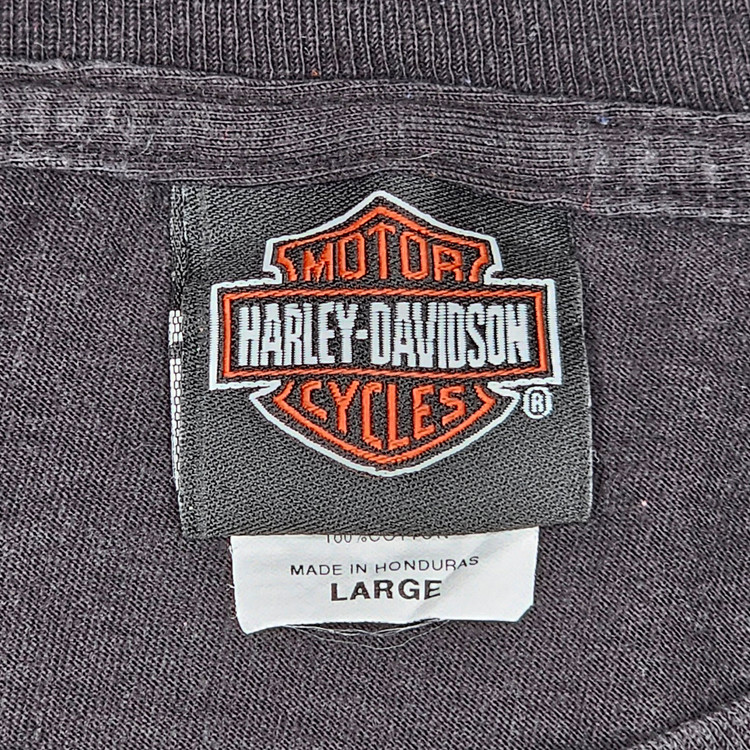 MOTOR
HARLEY-DAVIDSON
CYCLES
®
100% COTTON
MADE IN HONDURAS
LARGE